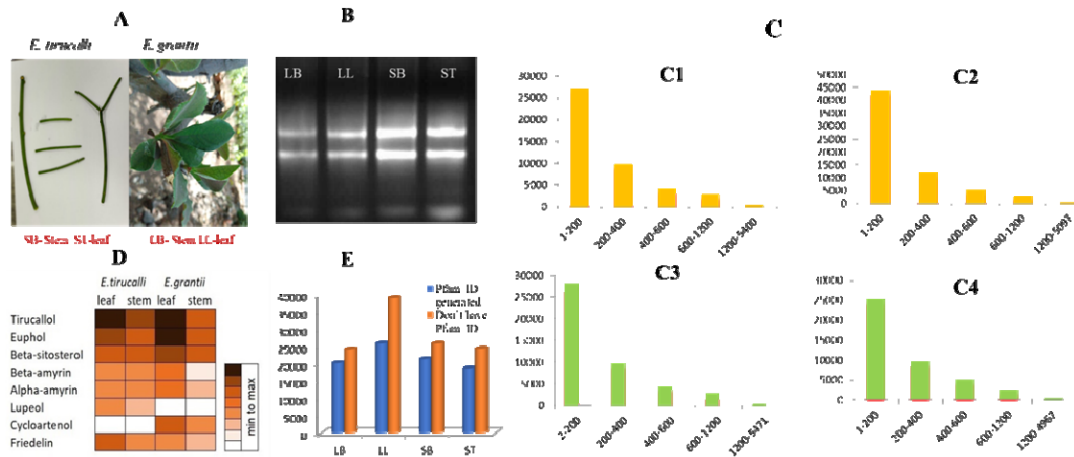 A
B
C
E. tirucalli
E. grantii
LB LL SB ST
SB- Stem ST-leaf
LB- Stem LL-leaf
C1
30000
25000
20000
15000
10000
5000
0
1-200
200-400
400-600
600-1200
1200-5400
C2
50000
45000
40000
35000
30000
25000
20000
15000
10000
5000
0
1-200
200-400
400-600
600-1200
1200-5097
D
E.tirucalli E.grantii
leaf stem leaf stem
Tirucallol
Euphol
Beta-sitosterol
Beta-amyrin
Alpha-amyrin
Lupeol
Cycloartenol
Friedelin
min to max
E
40000
35000
30000
25000
20000
15000
10000
5000
0
LB LL SB ST
Pfam ID
generated
Don't have
Pfam ID
C3
30000
25000
20000
15000
10000
5000
0
200-400
400-600
600-1200
C4
30000
25000
20000
15000
10000
5000
0
1-200
200-400
400-600
600-1200
1200-4967